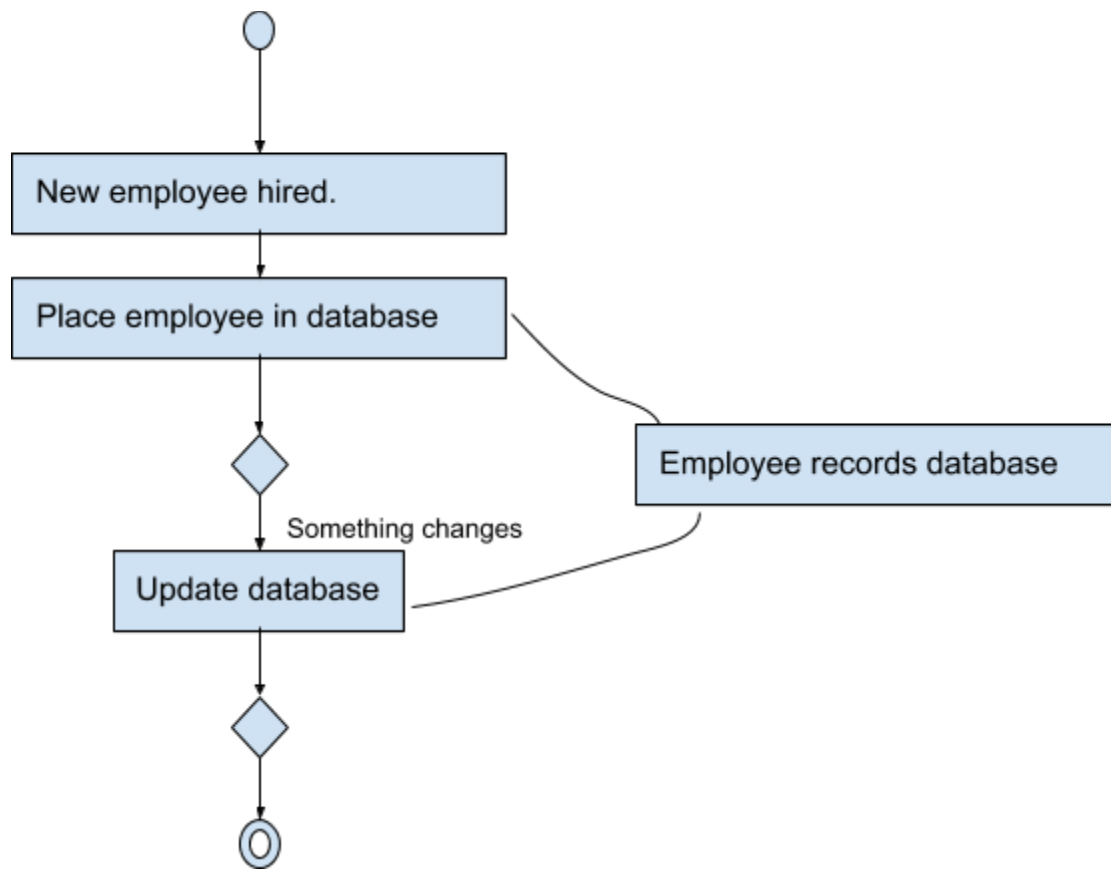 New employee hired.
Place employee in database
Employee records database
Something changes
Update database